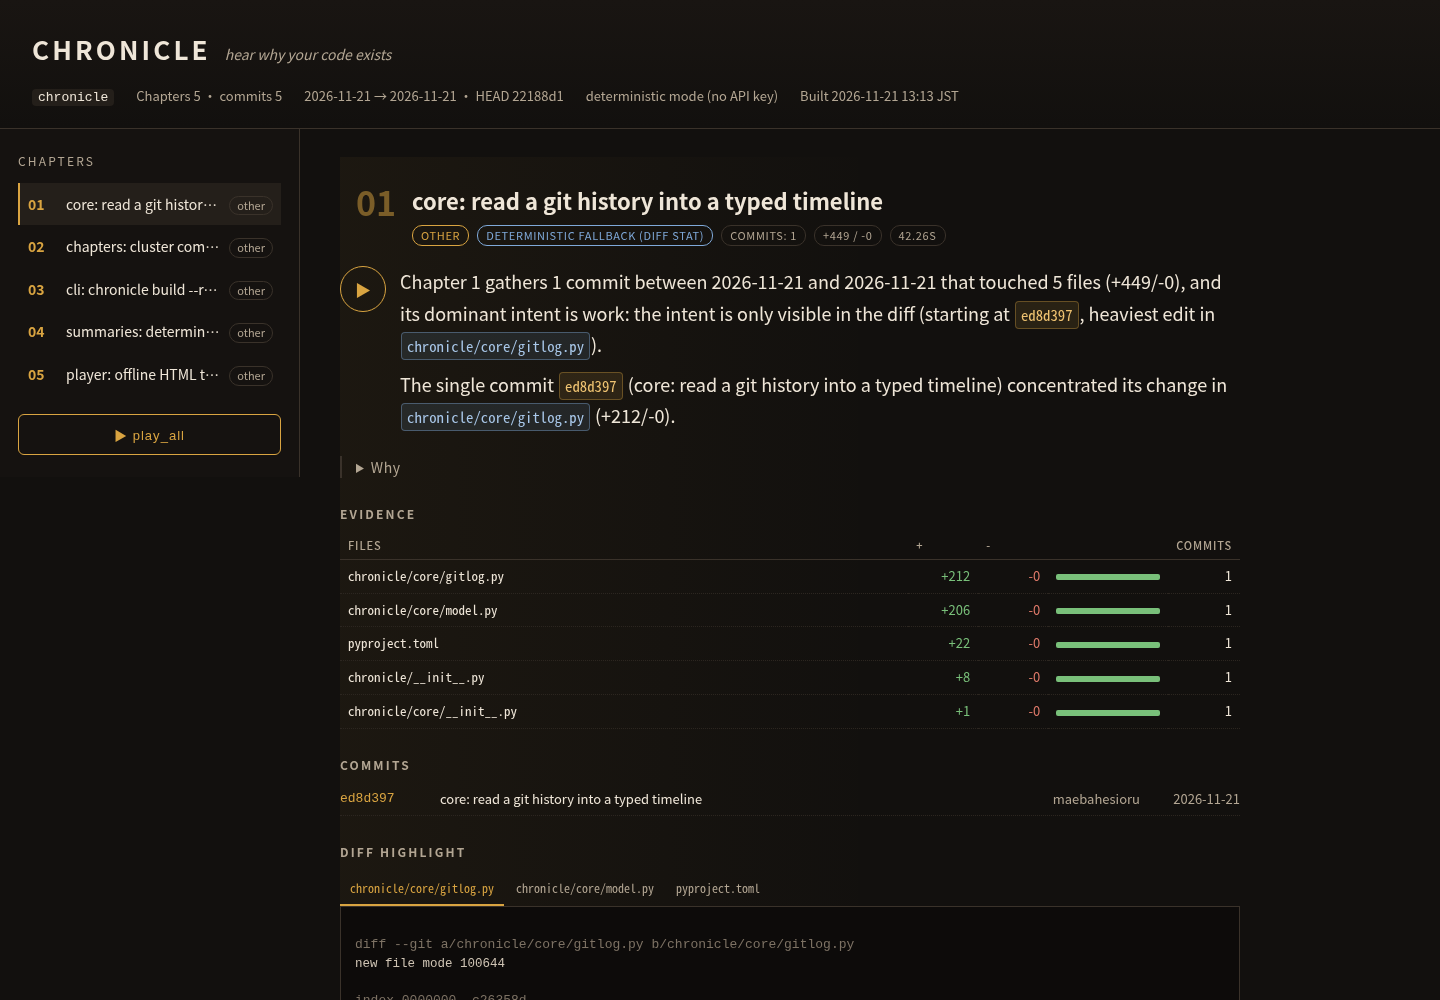 CHRONICLE hear why your code exists
chronicle Chapters 5 • commits 5 2026-11-21 → 2026-11-21 • HEAD 22188d1 deterministic mode (no API key) Built 2026-11-21 13:13 JST
CHAPTERS
01 core: read a git histor··· other
02 chapters: cluster com··· other
03 cli: chronicle build --r··· other
04 summaries: determin··· other
05 player: offline HTML t··· other
▶ play_all
01 core: read a git history into a typed timeline
OTHER DETERMINISTIC FALLBACK (DIFF STAT) COMMITS: 1 +449 / -0 42.26S
Chapter 1 gathers 1 commit between 2026-11-21 and 2026-11-21 that touched 5 files (+449/-0), and
its dominant intent is work: the intent is only visible in the diff (starting at ed8d397, heaviest edit in
chronicle/core/gitlog.py).
The single commit ed8d397 (core: read a git history into a typed timeline) concentrated its change in
chronicle/core/gitlog.py (+212/-0).
▶ Why
EVIDENCE
FILES + - COMMITS
chronicle/core/gitlog.py +212 -0 1
chronicle/core/model.py +206 -0 1
pyproject.toml +22 -0 1
chronicle/__init__.py +8 -0 1
chronicle/core/__init__.py +1 -0 1
COMMITS
ed8d397 core: read a git history into a typed timeline maebahesioru 2026-11-21
DIFF HIGHLIGHT
chronicle/core/gitlog.py chronicle/core/model.py pyproject.toml
diff --git a/chronicle/core/gitlog.py b/chronicle/core/gitlog.py
new file mode 100644